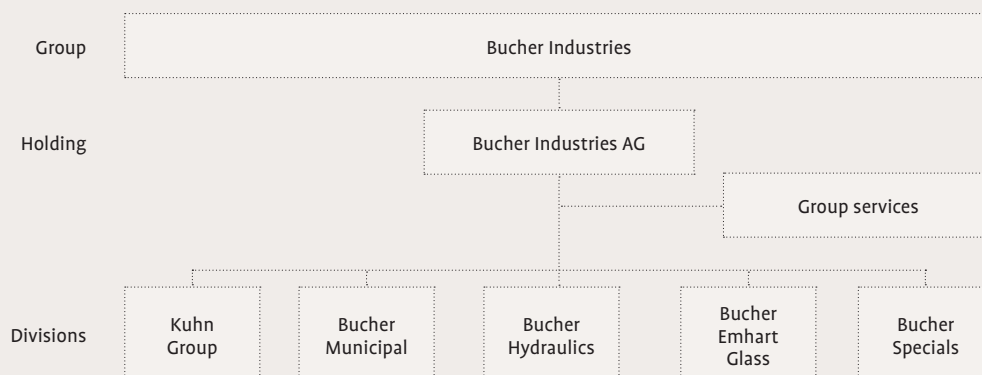 Group
Bucher Industries
Holding
Bucher Industries AG
Group services
Divisions
Kuhn
Group
Bucher
Municipal
Bucher
Hydraulics
Bucher
Emhart
Glass
Bucher
Specials